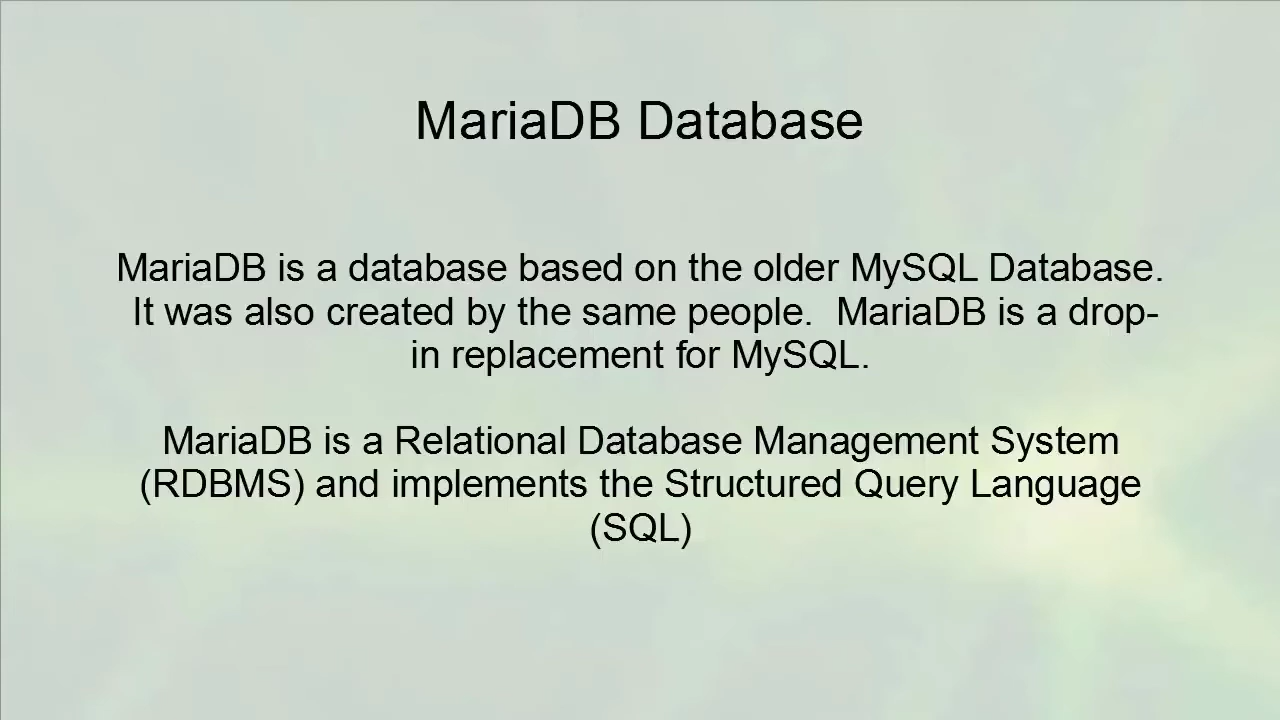 MariaDB Database
MariaDB is a database based on the older MySQL Database.
It was also created by the same people.  MariaDB is a drop-
in replacement for MySQL.
MariaDB is a Relational Database Management System
(RDBMS) and implements the Structured Query Language
(SQL)